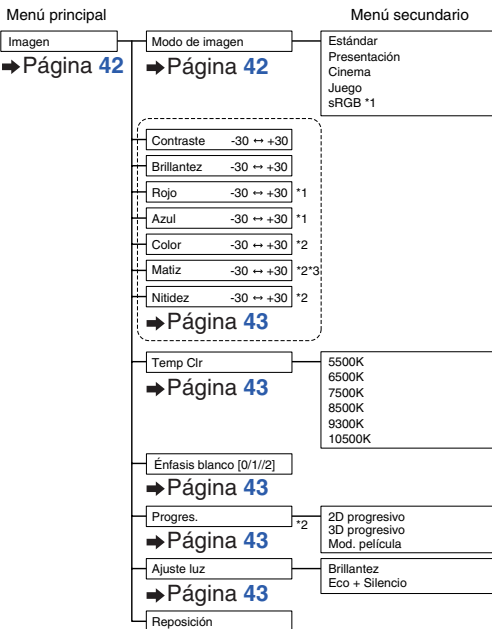 Menú principal
Menú secundario
Imagen
➡Página 42
Modo de imagen
➡Página 42
Estándar
Presentación
Cinema
Juego
sRGB *1
Contraste -30 ↔ +30
Brillantez -30 ↔ +30
Rojo -30 ↔ +30 *1
Azul -30 ↔ +30 *1
Color -30 ↔ +30 *2
Matiz -30 ↔ +30 *2*3
Nitidez -30 ↔ +30 *2
➡Página 43
Temp Clr
➡Página 43
5500K
6500K
7500K
8500K
9300K
10500K
Énfasis blanco [0/1//2]
➡Página 43
Progres. *2
➡Página 43
2D progresivo
3D progresivo
Mod. película
Ajuste luz
➡Página 43
Brillantez
Eco + Silencio
Reposición